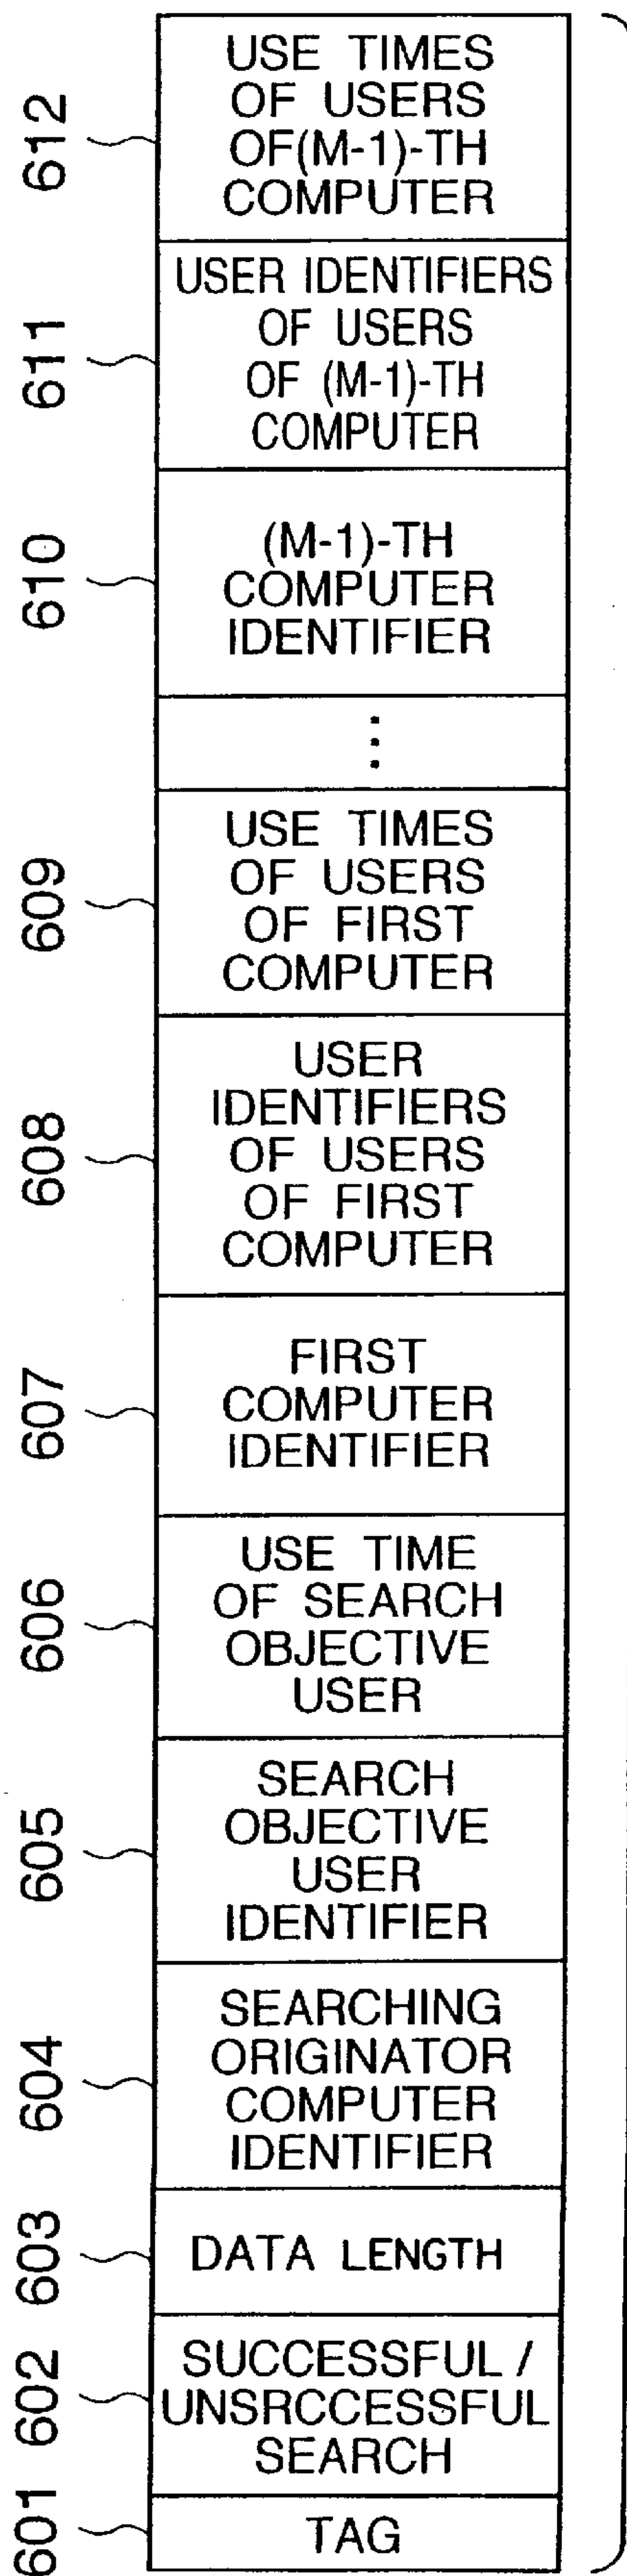 612
USE TIMES
OF USERS
OF(M-1)-TH
COMPUTER
611
USER IDENTIFIERS
OF USERS
OF (M-1)-TH
COMPUTER
610
(M-1)-TH
COMPUTER
IDENTIFIER
...
609
USE TIMES
OF USERS
OF FIRST
COMPUTER
608
USER
IDENTIFIERS
OF USERS
OF FIRST
COMPUTER
607
FIRST
COMPUTER
IDENTIFIER
606
USE TIME
OF SEARCH
OBJECTIVE
USER
605
SEARCH
OBJECTIVE
USER
IDENTIFIER
604
SEARCHING
ORIGINATOR
COMPUTER
IDENTIFIER
603
DATA LENGTH
602
SUCCESSFUL /
UNSRCCESSFUL
SEARCH
601
TAG